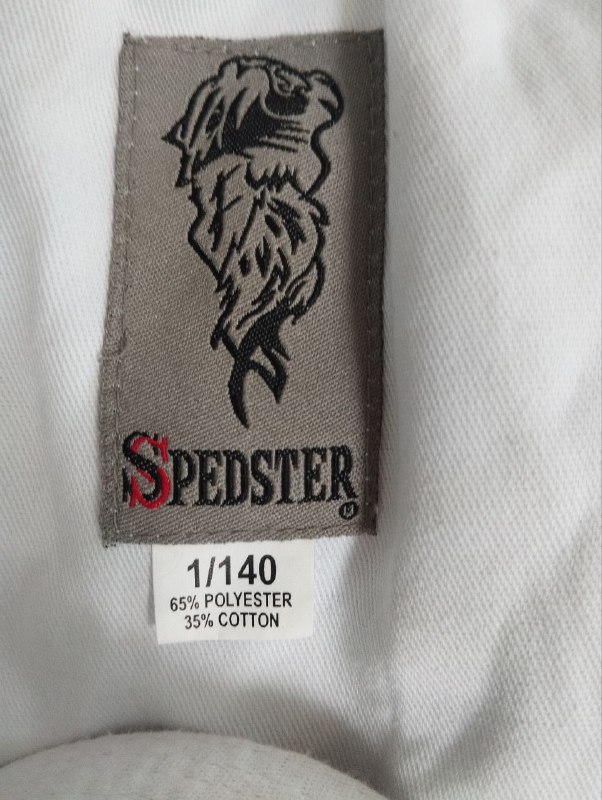 SPEDSTER
1/140
65% POLYESTER
35% COTTON